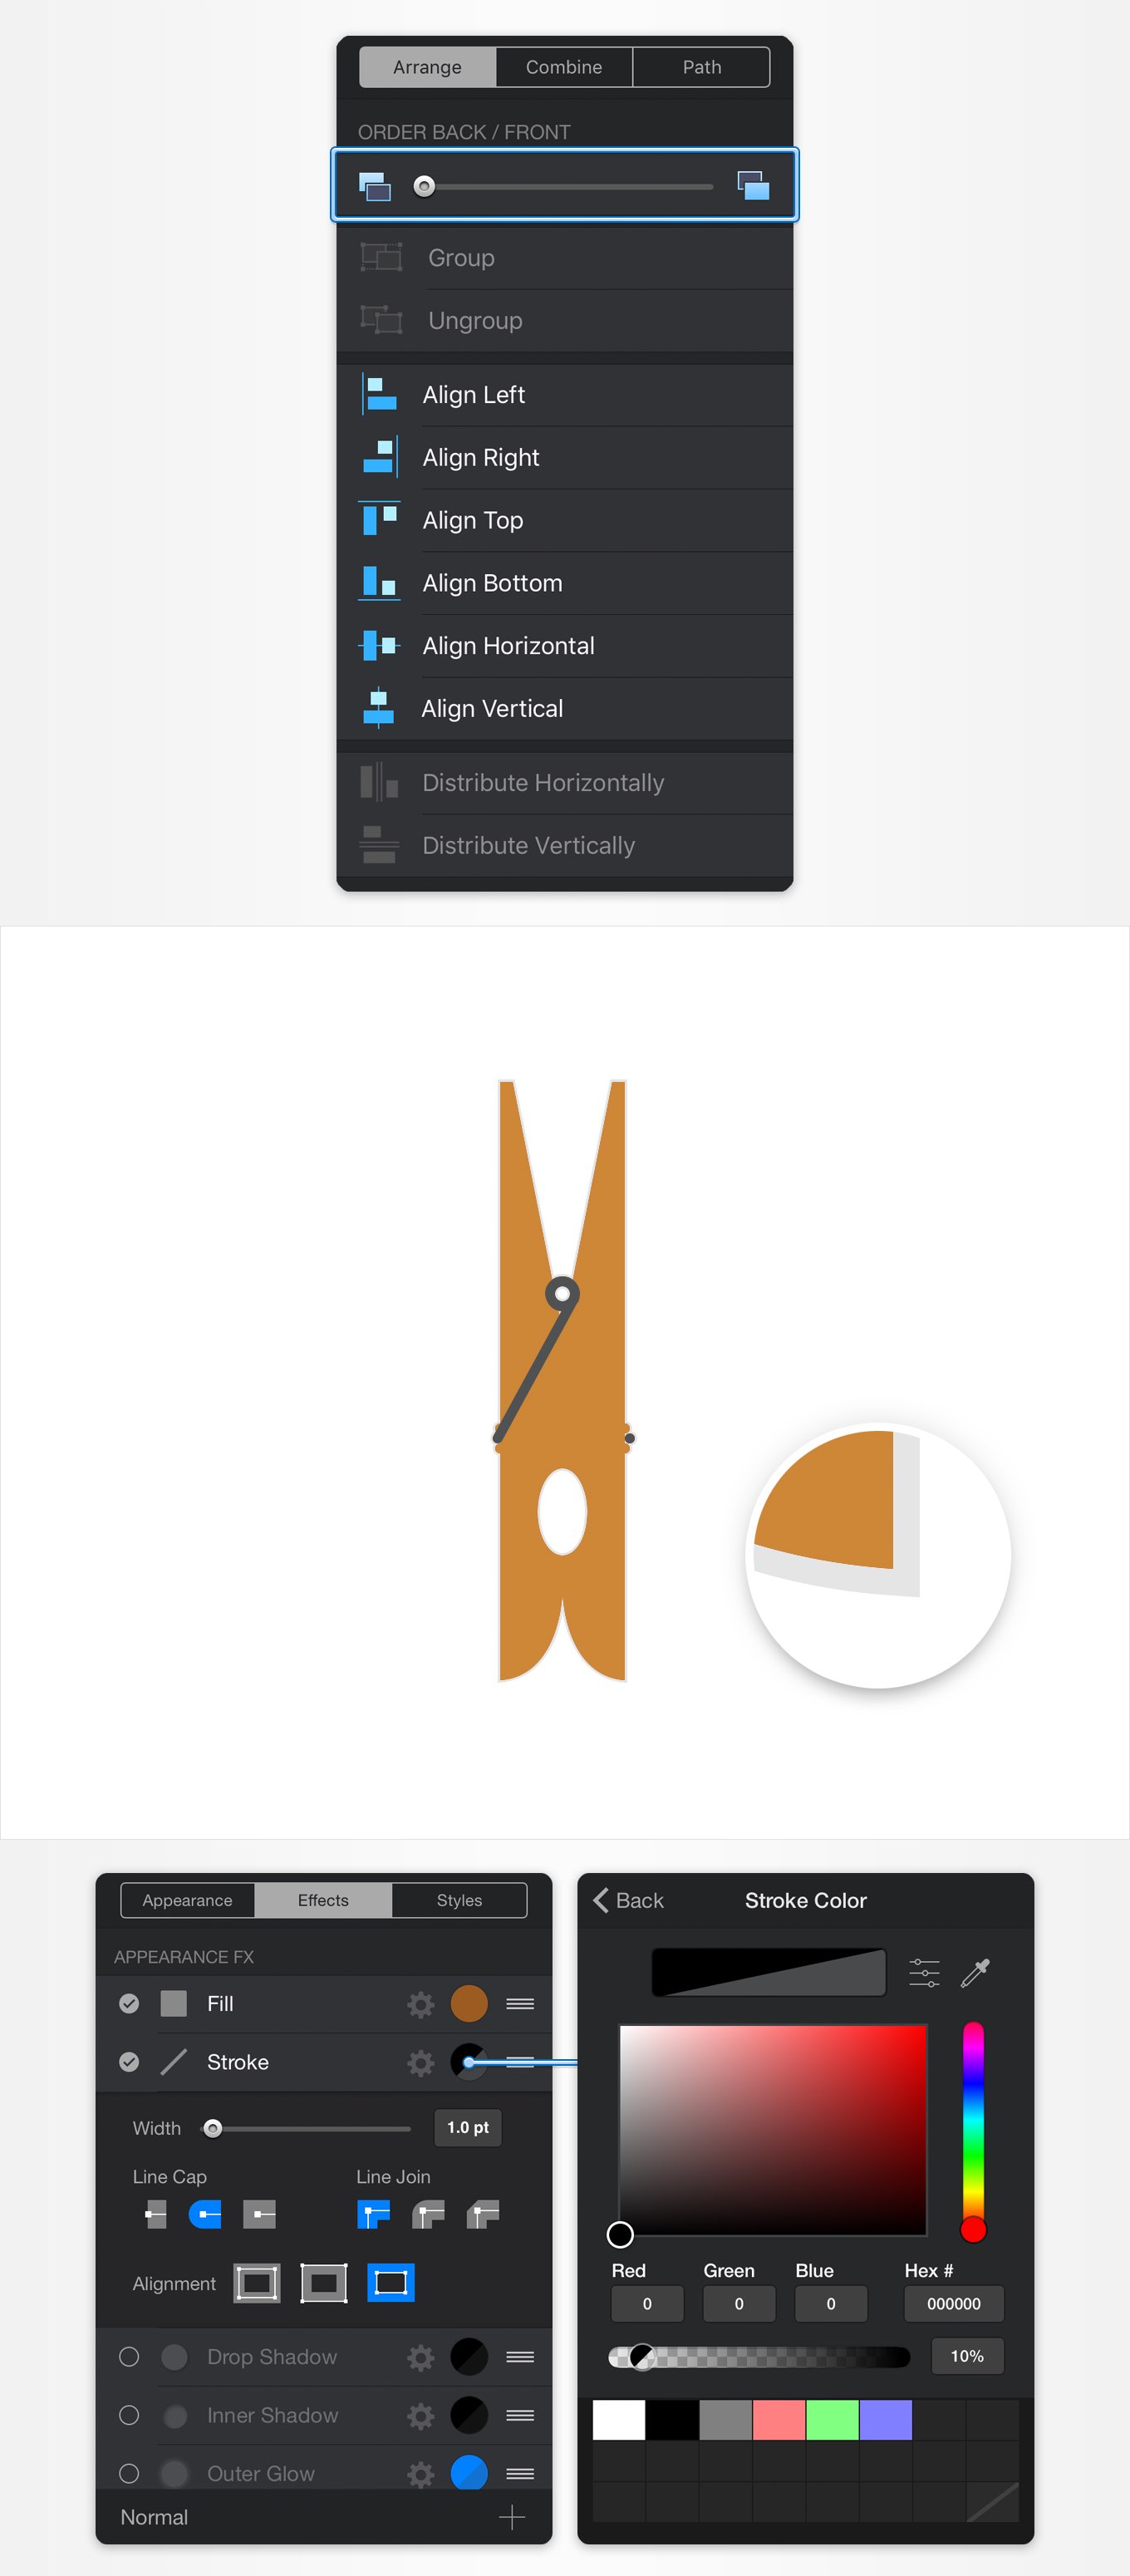 Arrange Combine Path
ORDER BACK / FRONT
Group
Ungroup
Align Left
Align Right
Align Top
Align Bottom
Align Horizontal
Align Vertical
Distribute Horizontally
Distribute Vertically
Appearance Effects Styles
APPEARANCE FX
Fill
Stroke
Width 1.0 pt
Line Cap Line Join
Alignment
Drop Shadow
Inner Shadow
Outer Glow
Normal
Back Stroke Color
Red Green Blue Hex #
0 0 0 000000
10%